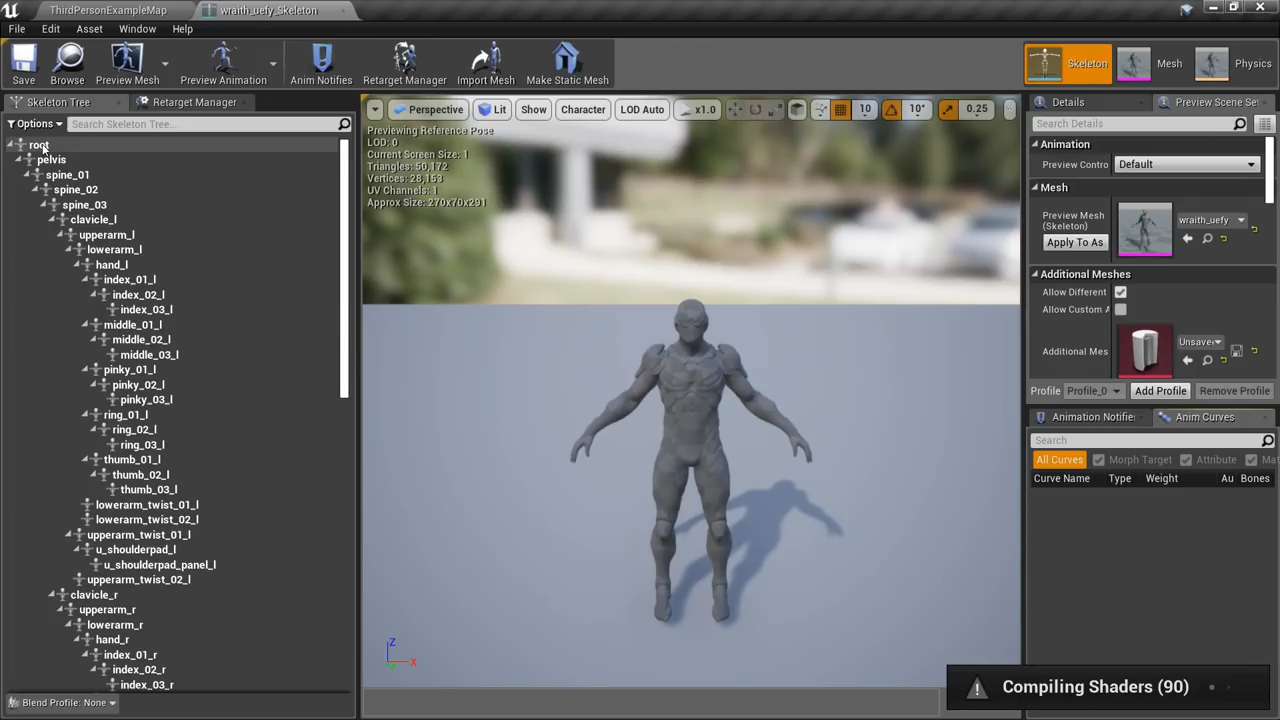 ThirdPersonExampleMap
wraith_uefy_Skeleton
File Edit Asset Window Help
Save
Browse
Preview Mesh
Preview Animation
Anim Notifies
Retarget Manager
Import Mesh
Make Static Mesh
Skeleton
Mesh
Physics
Skeleton Tree
Retarget Manager
Options
Search Skeleton Tree...
root
pelvis
spine_01
spine_02
spine_03
clavicle_l
upperarm_l
lowerarm_l
hand_l
index_01_l
index_02_l
index_03_l
middle_01_l
middle_02_l
middle_03_l
pinky_01_l
pinky_02_l
pinky_03_l
ring_01_l
ring_02_l
ring_03_l
thumb_01_l
thumb_02_l
thumb_03_l
lowerarm_twist_01_l
lowerarm_twist_02_l
upperarm_twist_01_l
u_shoulderpad_l
u_shoulderpad_panel_l
upperarm_twist_02_l
clavicle_r
upperarm_r
lowerarm_r
hand_r
index_01_r
index_02_r
index_03_r
Blend Profile: None
Perspective Lit Show Character LOD Auto x1.0 10 10° 0.25
Previewing Reference Pose
LOD: 0
Current Screen Size: 1
Triangles: 50,172
Vertices: 28,153
UV Channels: 1
Approx Size: 270x70x291
Z
X
Details
Preview Scene Set
Search Details
Animation
Preview Contro Default
Mesh
Preview Mesh
(Skeleton)
Apply To As
wraith_uefy
Additional Meshes
Allow Different
Allow Custom A
Additional Mes
Unsave
Profile Profile_0 Add Profile Remove Profile
Animation Notifie
Anim Curves
Search
All Curves Morph Target Attribute Mat
Curve Name Type Weight Au Bones
Compiling Shaders (90)